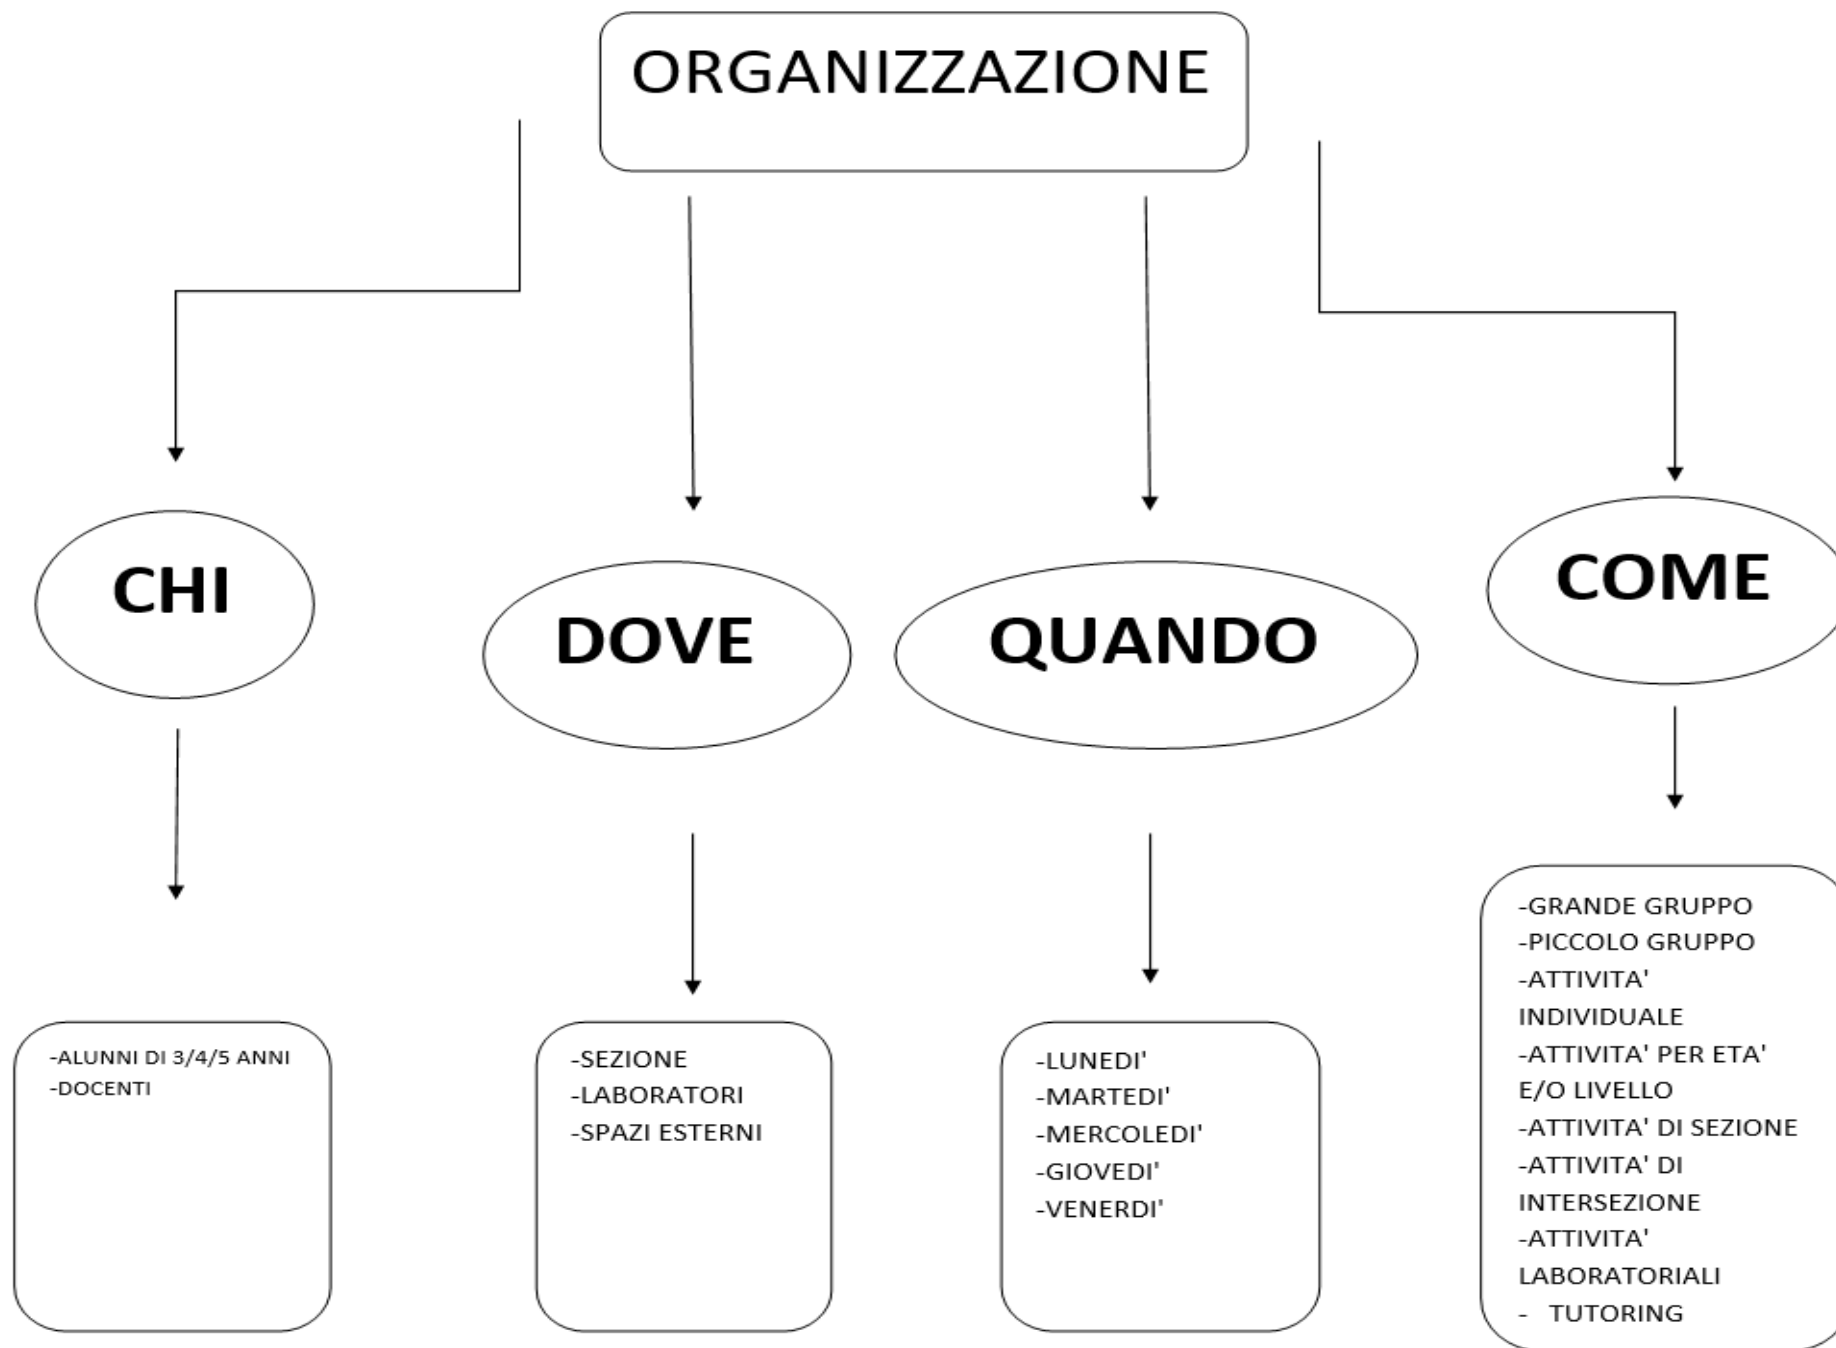 ORGANIZZAZIONE
CHI
DOVE
QUANDO
COME
-ALUNNI DI 3/4/5 ANNI
-DOCENTI
-SEZIONE
-LABORATORI
-SPAZI ESTERNI
-LUNEDI'
-MARTEDI'
-MERCOLEDI'
-GIOVEDI'
-VENERDI'
-GRANDE GRUPPO
-PICCOLO GRUPPO
-ATTIVITA'
INDIVIDUALE
-ATTIVITA' PER ETA'
E/O LIVELLO
-ATTIVITA' DI SEZIONE
-ATTIVITA' DI
INTERSEZIONE
-ATTIVITA'
LABORATORIALI
- TUTORING